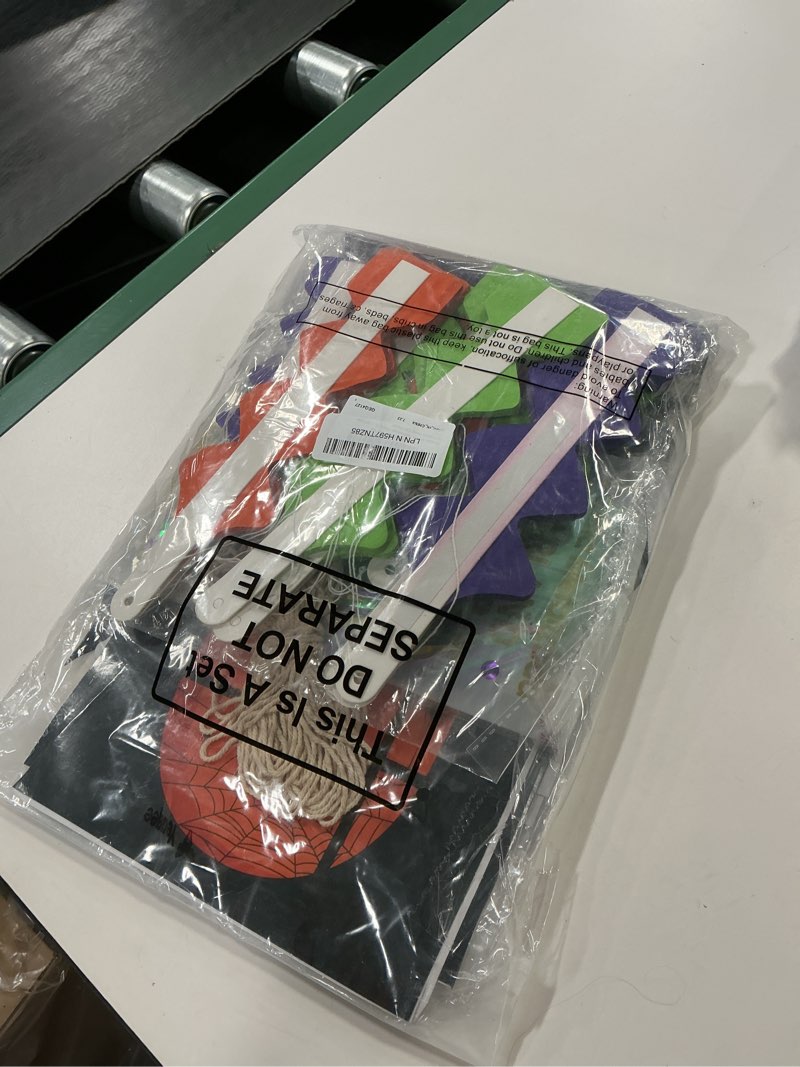 Warning:
To avoid danger of suffocation, keep this plastic bag away from
babies and children. Do not use this bag in cribs, beds, carriages
or playpens. This bag is not a toy.
LPN N HS97TNZ85
This Is A Set
DO NOT
SEPARATE